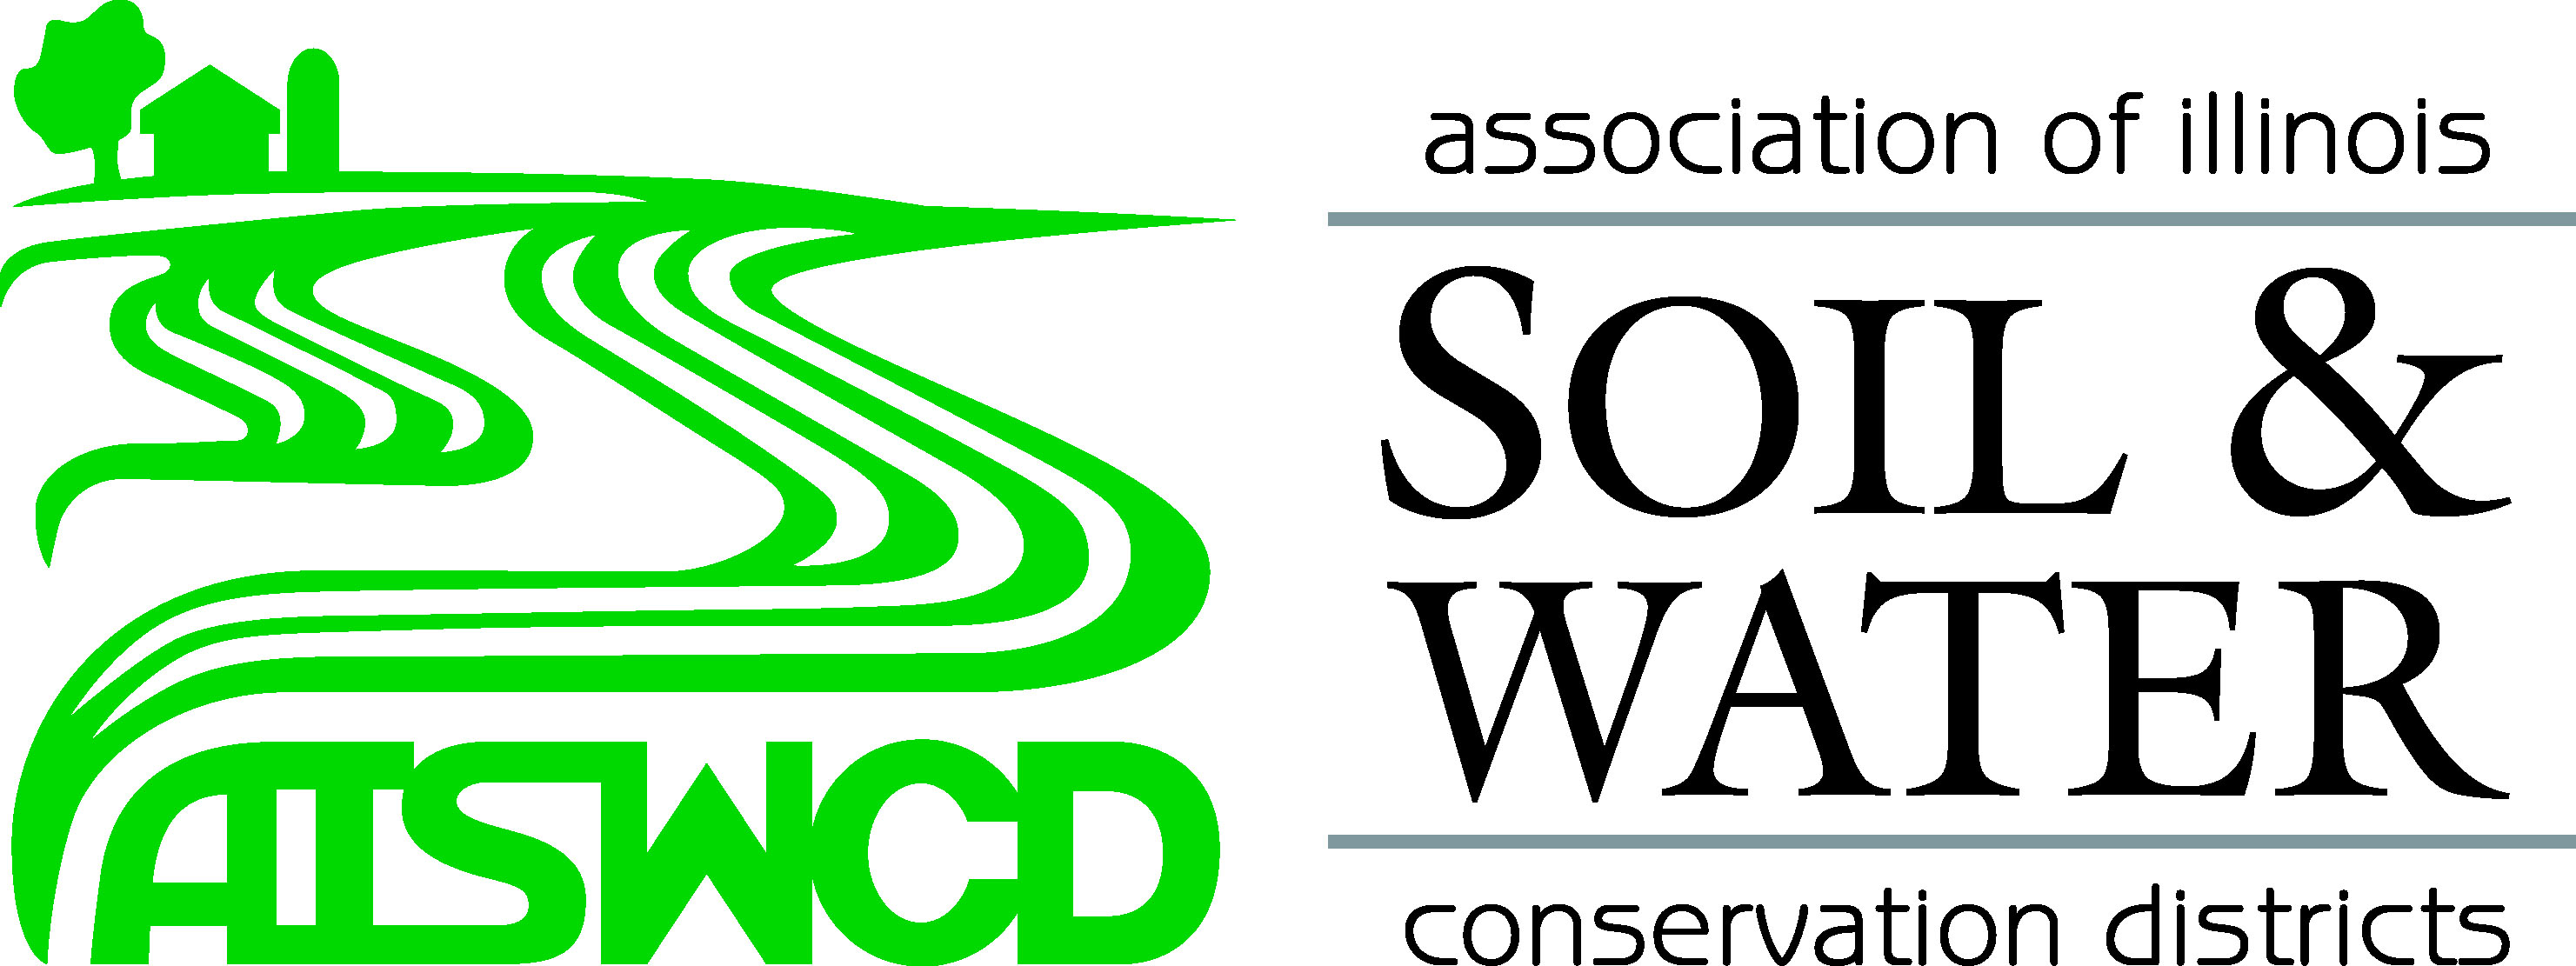 AISWCD
association of illinois
SOIL &
WATER
conservation districts